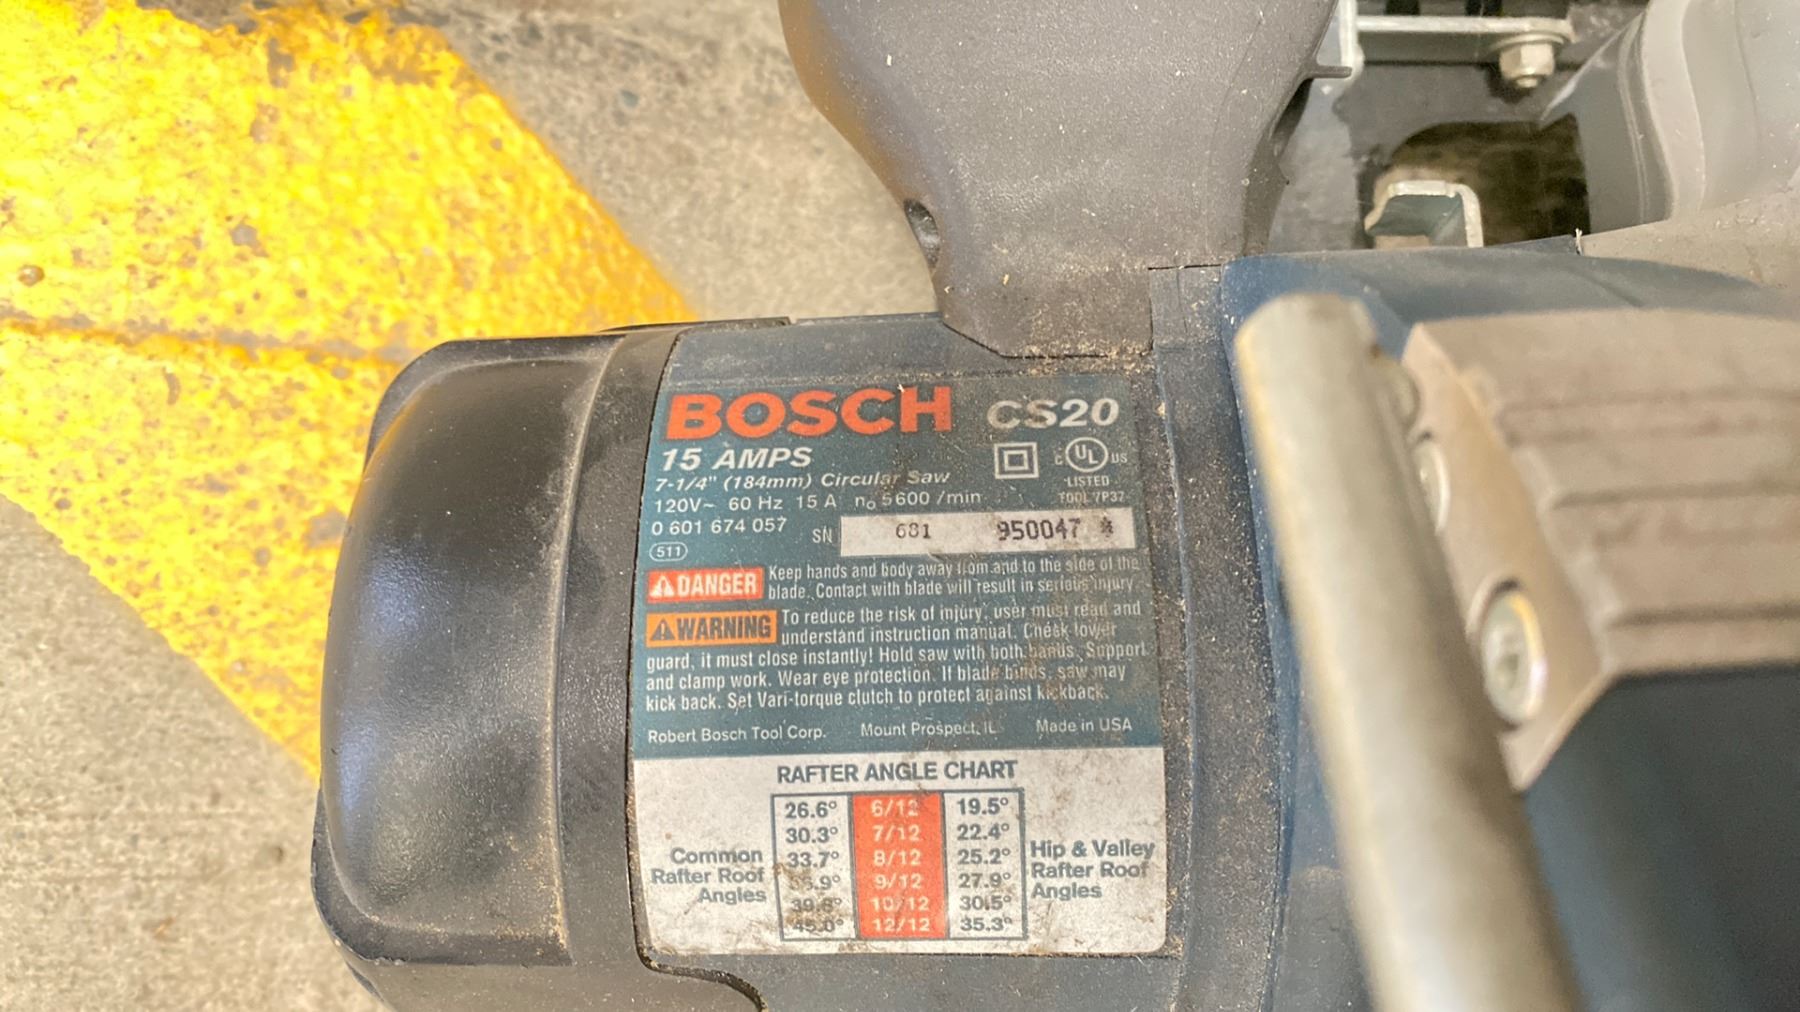 BOSCH CS20
15 AMPS
7-1/4" (184mm) Circular Saw
120V~ 60 Hz 15 A n₀ 5600 /min
0 601 674 057
511
C UL US
LISTED
TOOL 7P37
SN 681 950047
DANGER Keep hands and body away from and to the side of the
blade. Contact with blade will result in serious injury.
WARNING To reduce the risk of injury, user must read and
understand instruction manual. Check lower
guard, it must close instantly! Hold saw with both hands. Support
and clamp work. Wear eye protection. If blade binds, saw may
kick back. Set Vari-torque clutch to protect against kickback.
Robert Bosch Tool Corp. Mount Prospect, IL Made in USA
RAFTER ANGLE CHART
Common
Rafter Roof
Angles
26.6° 6/12 19.5°
30.3° 7/12 22.4°
33.7° 8/12 25.2°
9/12 27.9°
10/12 30.5°
45.0° 12/12 35.3°
Hip & Valley
Rafter Roof
Angles